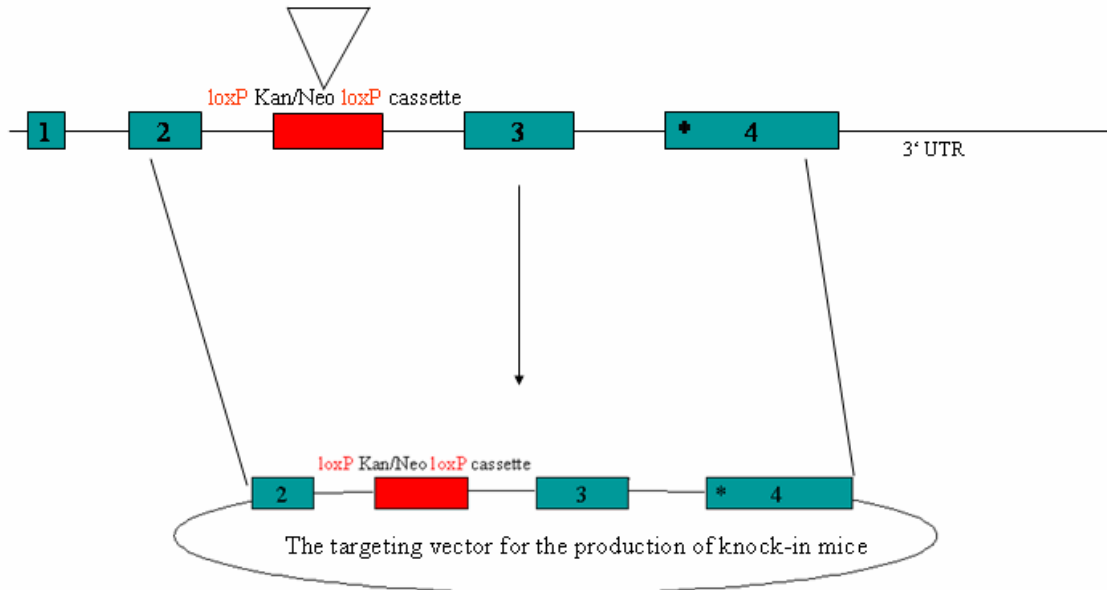 loxP Kan/Neo loxP cassette
1 2 3 * 4
3‘ UTR
loxP Kan/Neo loxP cassette
2 3 * 4
The targeting vector for the production of knock-in mice